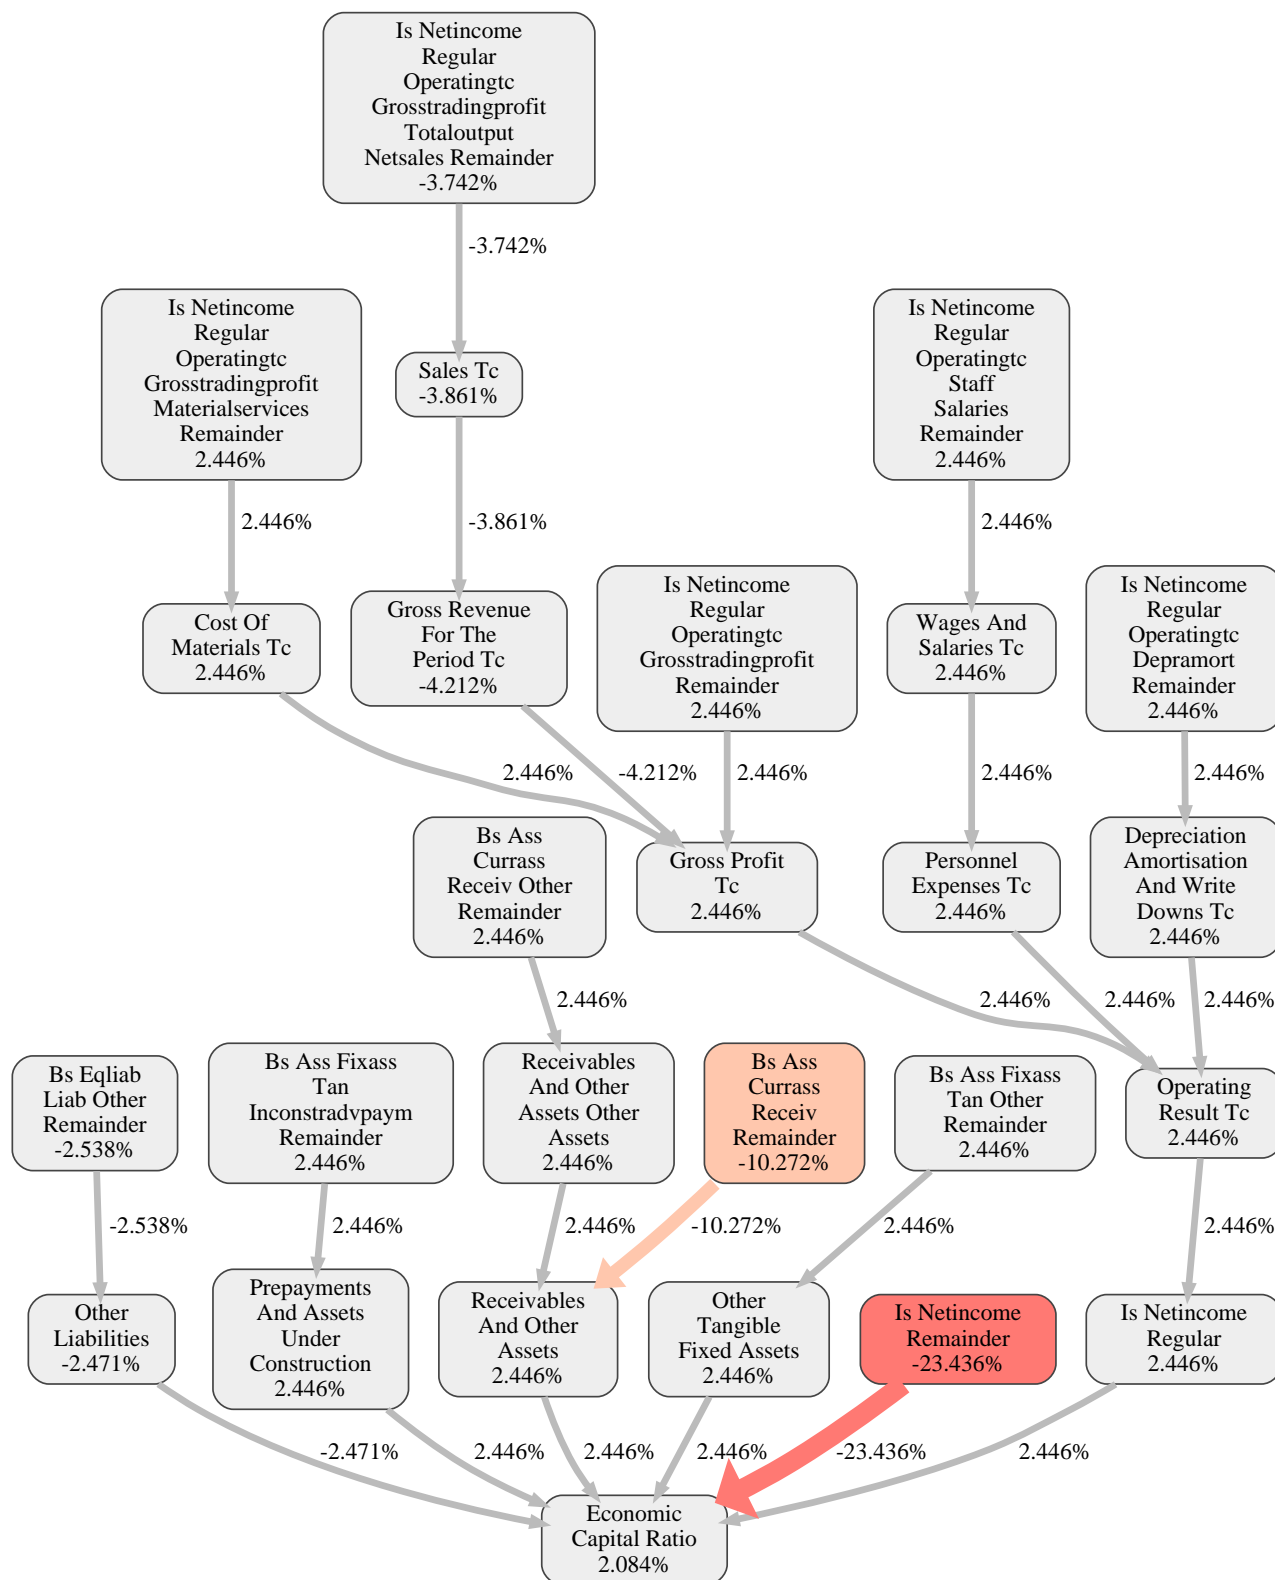 Is Netincome
Regular
Operatingtc
Grosstradingprofit
Totaloutput
Netsales Remainder
-3.742%
-3.742%
Is Netincome
Regular
Operatingtc
Grosstradingprofit
Materialservices
Remainder
2.446%
Sales Tc
-3.861%
Is Netincome
Regular
Operatingtc
Staff
Salaries
Remainder
2.446%
2.446%
-3.861%
2.446%
Cost Of
Materials Tc
2.446%
Gross Revenue
For The
Period Tc
-4.212%
Is Netincome
Regular
Operatingtc
Grosstradingprofit
Remainder
2.446%
Wages And
Salaries Tc
2.446%
Is Netincome
Regular
Operatingtc
Depramort
Remainder
2.446%
2.446%
-4.212%
2.446%
2.446%
2.446%
Bs Ass
Currass
Receiv Other
Remainder
2.446%
Gross Profit
Tc
2.446%
Personnel
Expenses Tc
2.446%
Depreciation
Amortisation
And Write
Downs Tc
2.446%
2.446%
2.446%
2.446%
2.446%
Bs Eqliab
Liab Other
Remainder
-2.538%
Bs Ass Fixass
Tan
Inconstradvpaym
Remainder
2.446%
Receivables
And Other
Assets Other
Assets
2.446%
Bs Ass
Currass
Receiv
Remainder
-10.272%
Bs Ass Fixass
Tan Other
Remainder
2.446%
Operating
Result Tc
2.446%
-2.538%
2.446%
2.446%
-10.272%
2.446%
2.446%
Other
Liabilities
-2.471%
Prepayments
And Assets
Under
Construction
2.446%
Receivables
And Other
Assets
2.446%
Other
Tangible
Fixed Assets
2.446%
Is Netincome
Remainder
-23.436%
Is Netincome
Regular
2.446%
-2.471%
2.446%
2.446%
2.446%
-23.436%
2.446%
Economic
Capital Ratio
2.084%